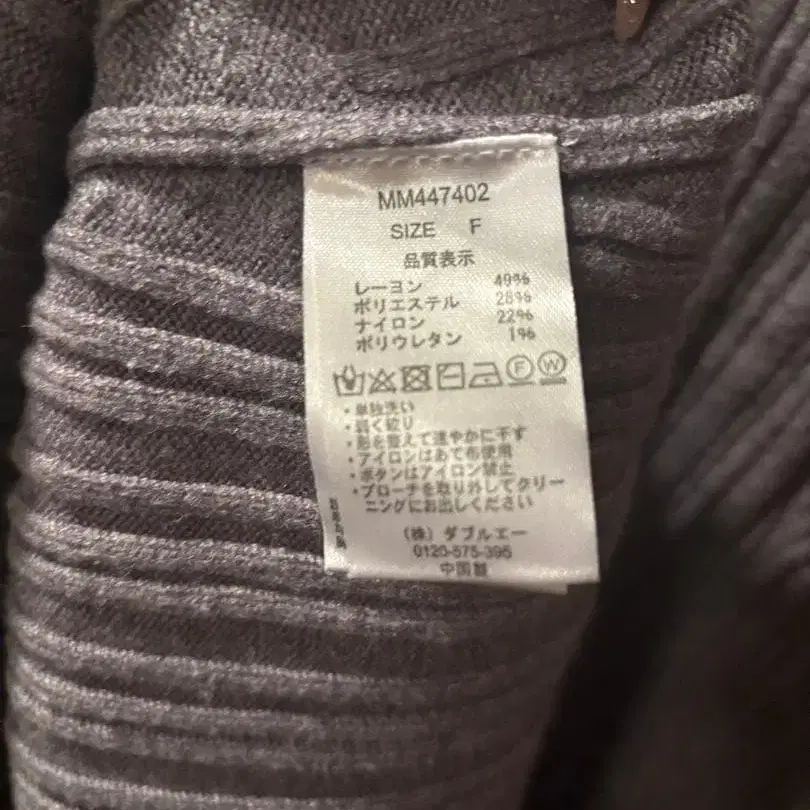 MM447402
SIZE F
品質表示
レーヨン 49%
ポリエステル 28%
ナイロン 22%
ポリウレタン 1%
F W
・単独洗い
・弱く絞り
・形を整えて速やかに干す
・アイロンはあて布使用
・ボタンはアイロン禁止
・ブローチを取り外してクリー
ニングにお出しください
(株) ダブルエー
0120-575-395
中国製